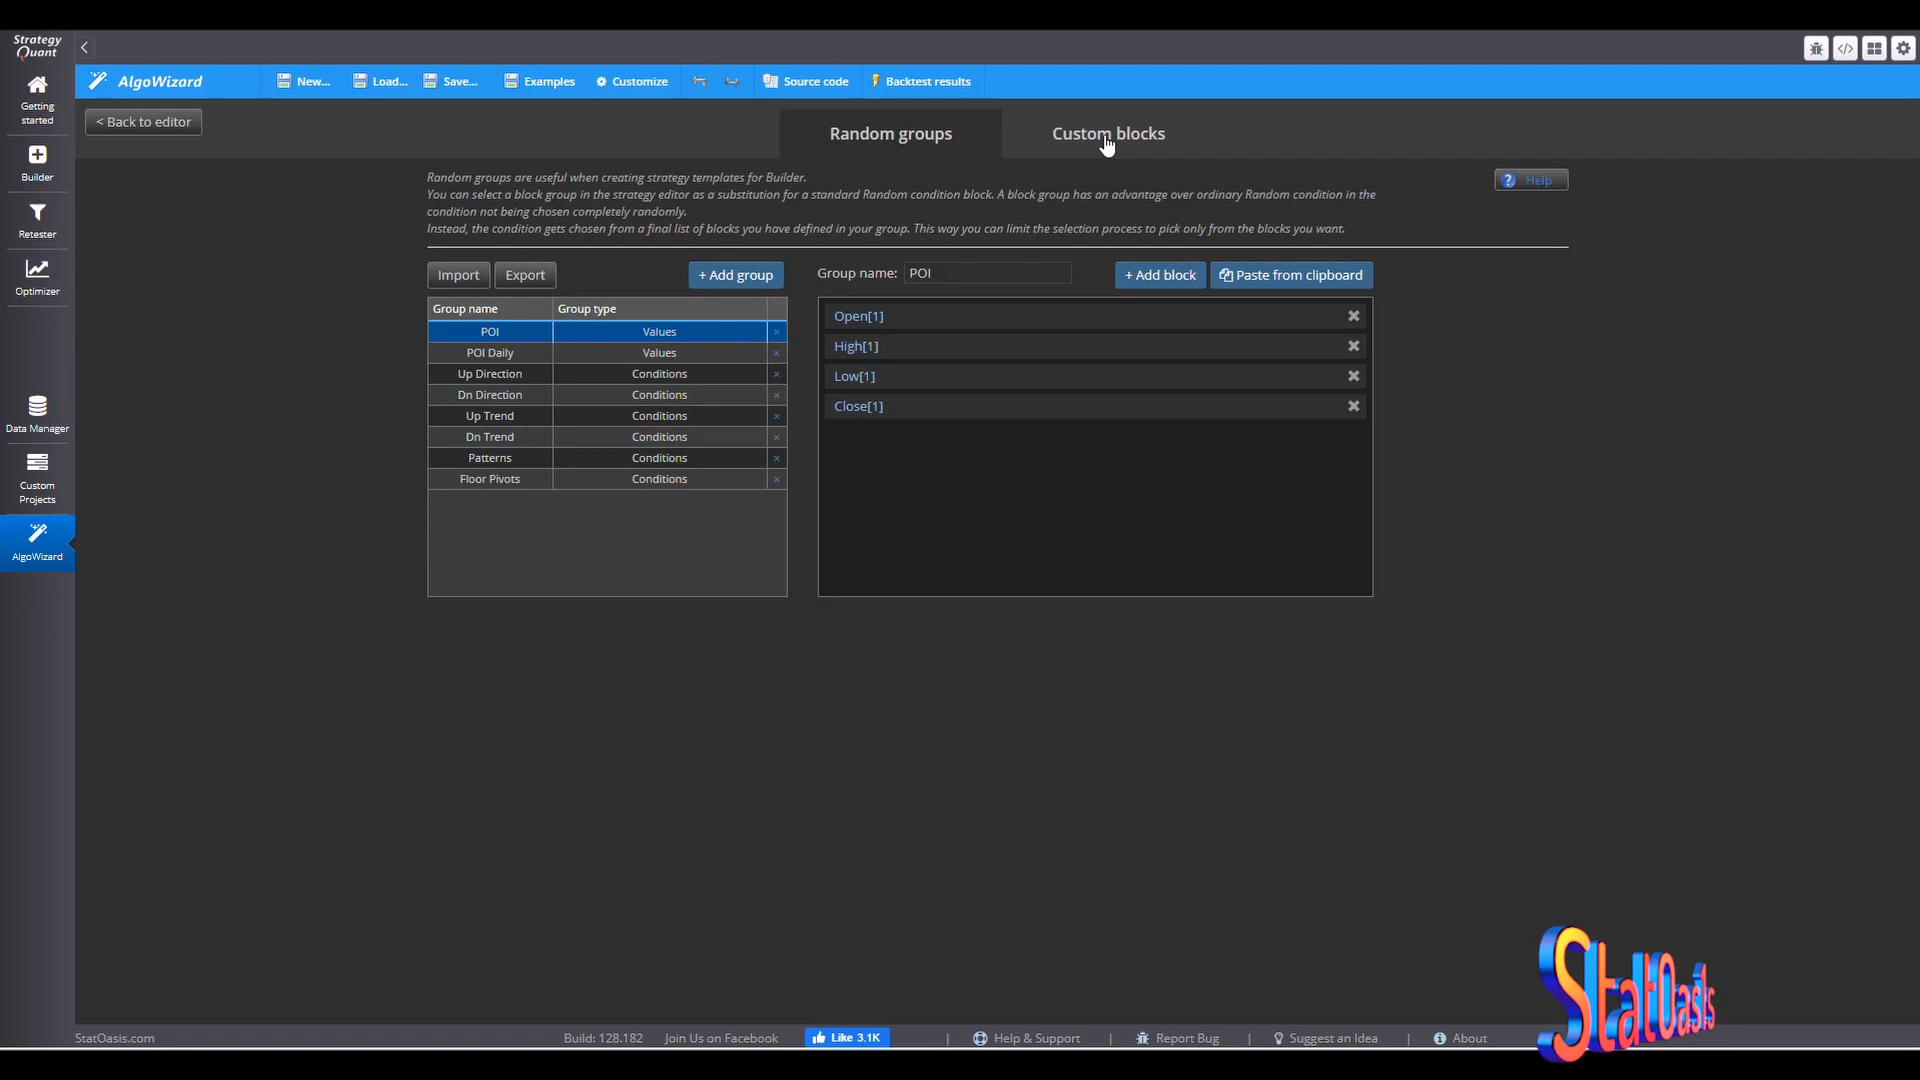 Strategy
Quant
AlgoWizard
New...
Load...
Save...
Examples
Customize
Source code
Backtest results
Getting
started
Builder
Retester
Optimizer
Data Manager
Custom
Projects
AlgoWizard
< Back to editor
Random groups
Custom blocks
Random groups are useful when creating strategy templates for Builder.
You can select a block group in the strategy editor as a substitution for a standard Random condition block. A block group has an advantage over ordinary Random condition in the
condition not being chosen completely randomly.
Instead, the condition gets chosen from a final list of blocks you have defined in your group. This way you can limit the selection process to pick only from the blocks you want.
? Help
Import
Export
+ Add group
Group name
Group type
POI
Values
POI Daily
Values
Up Direction
Conditions
Dn Direction
Conditions
Up Trend
Conditions
Dn Trend
Conditions
Patterns
Conditions
Floor Pivots
Conditions
Group name: POI
+ Add block
Paste from clipboard
Open[1]
High[1]
Low[1]
Close[1]
StatOasis
StatOasis.com
Build: 128.182
Join Us on Facebook
Like 3.1K
| Help & Support
| Report Bug
| Suggest an Idea
| About